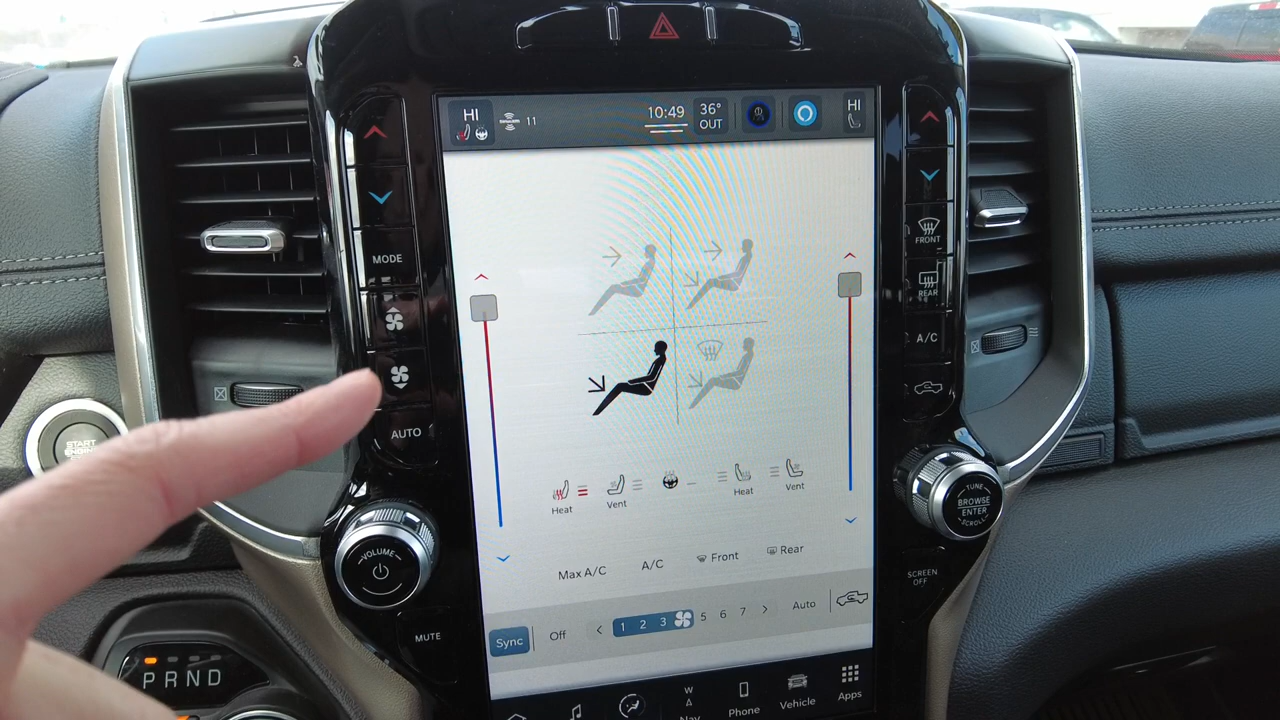 HI
11
10:49
36°
OUT
HI
MODE
AUTO
FRONT
REAR
A/C
START
ENGINE
VOLUME
MUTE
TUNE
BROWSE
ENTER
SCROLL
SCREEN
OFF
Heat
Vent
Heat
Vent
Max A/C
A/C
Front
Rear
Sync
Off
< 1 2 3 5 6 7 >
Auto
P R N D
Nav
Phone
Vehicle
Apps